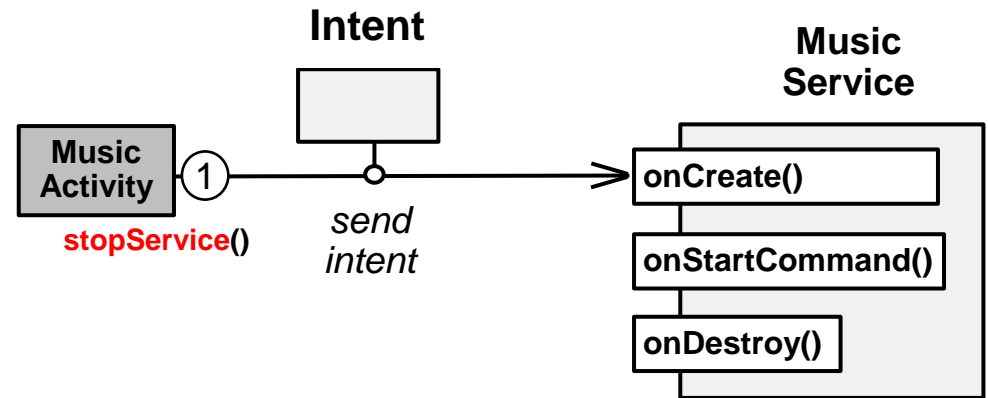 Intent
Music
Service
Music
Activity
1
stopService()
send
intent
onCreate()
onStartCommand()
onDestroy()